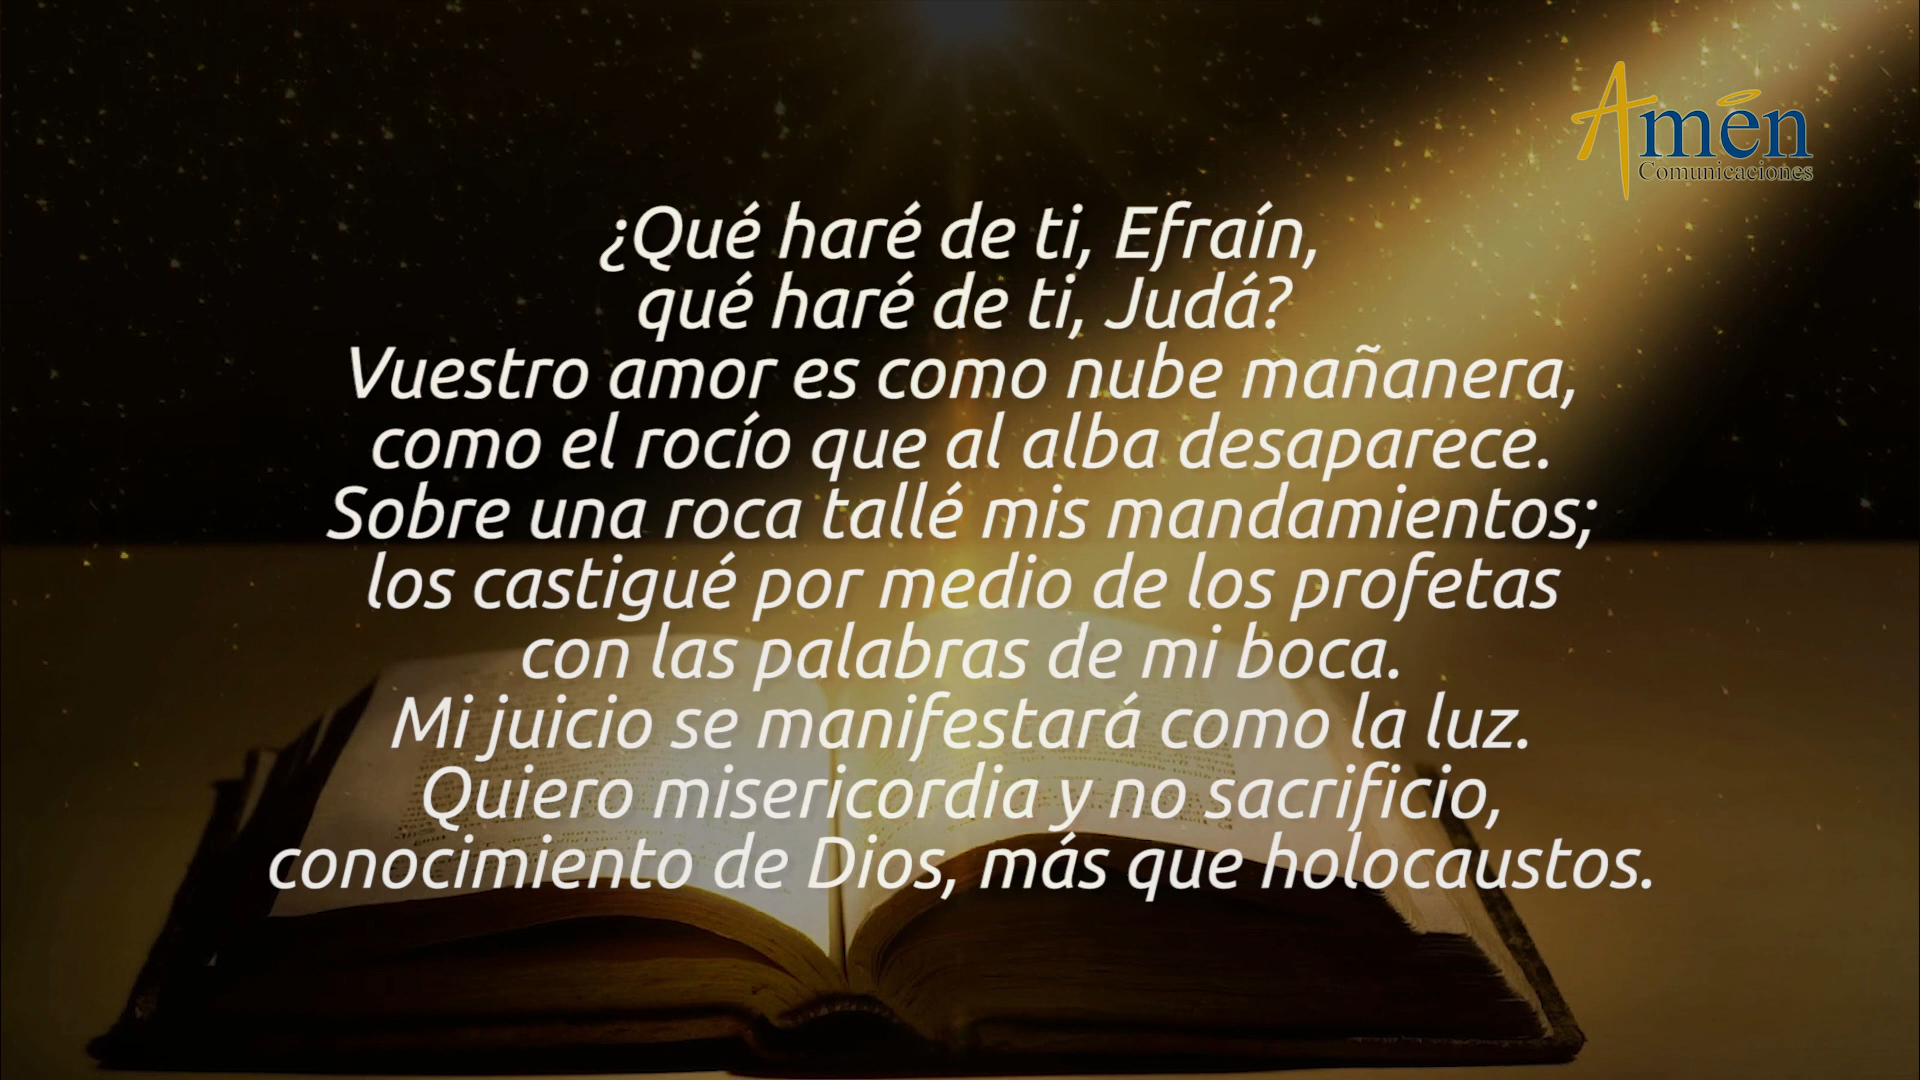 Amén
Comunicaciones
¿Qué haré de ti, Efraín,
qué haré de ti, Judá?
Vuestro amor es como nube mañanera,
como el rocío que al alba desaparece.
Sobre una roca tallé mis mandamientos;
los castigué por medio de los profetas
con las palabras de mi boca.
Mi juicio se manifestará como la luz.
Quiero misericordia y no sacrificio,
conocimiento de Dios, más que holocaustos.